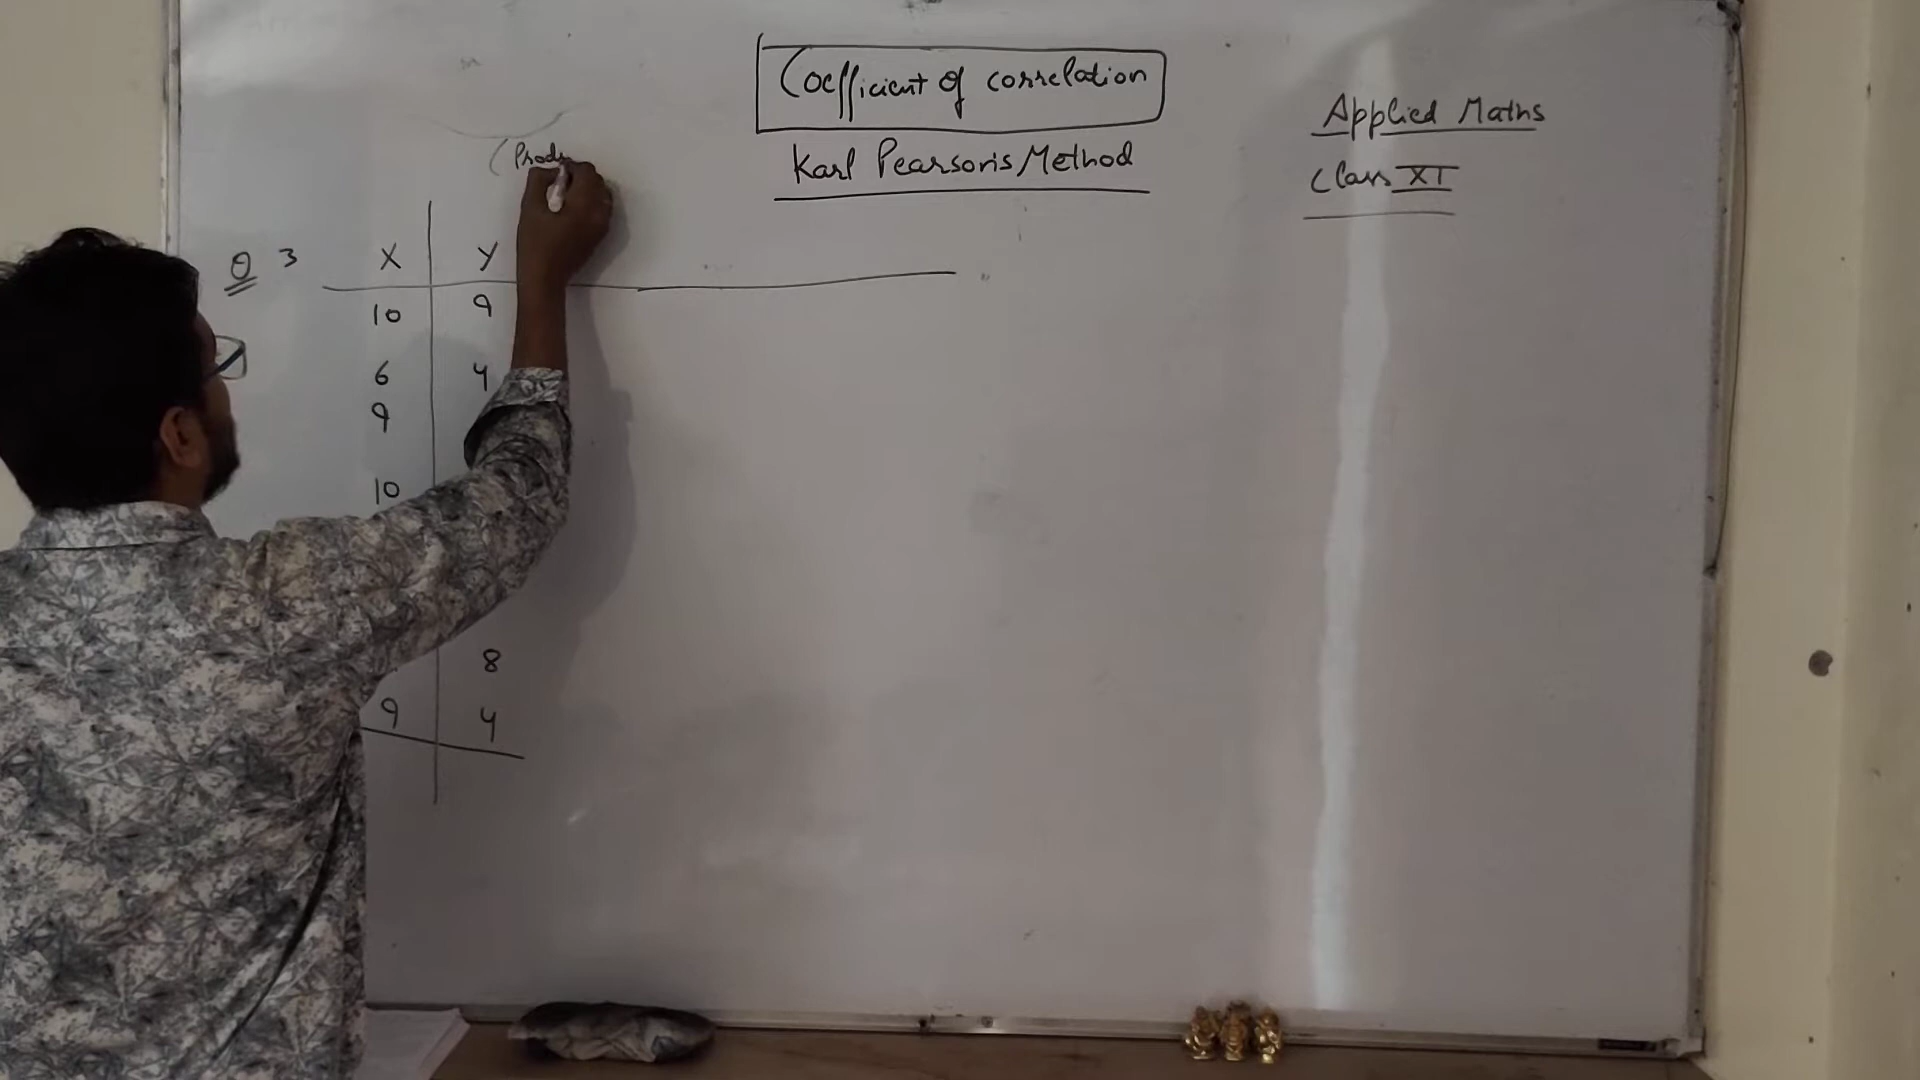 Coefficient of correlation
Karl Pearson's Method
Applied Maths
Class XI
(Produ
Q 3 X Y
10 9
6 4
9
10
8
9 4